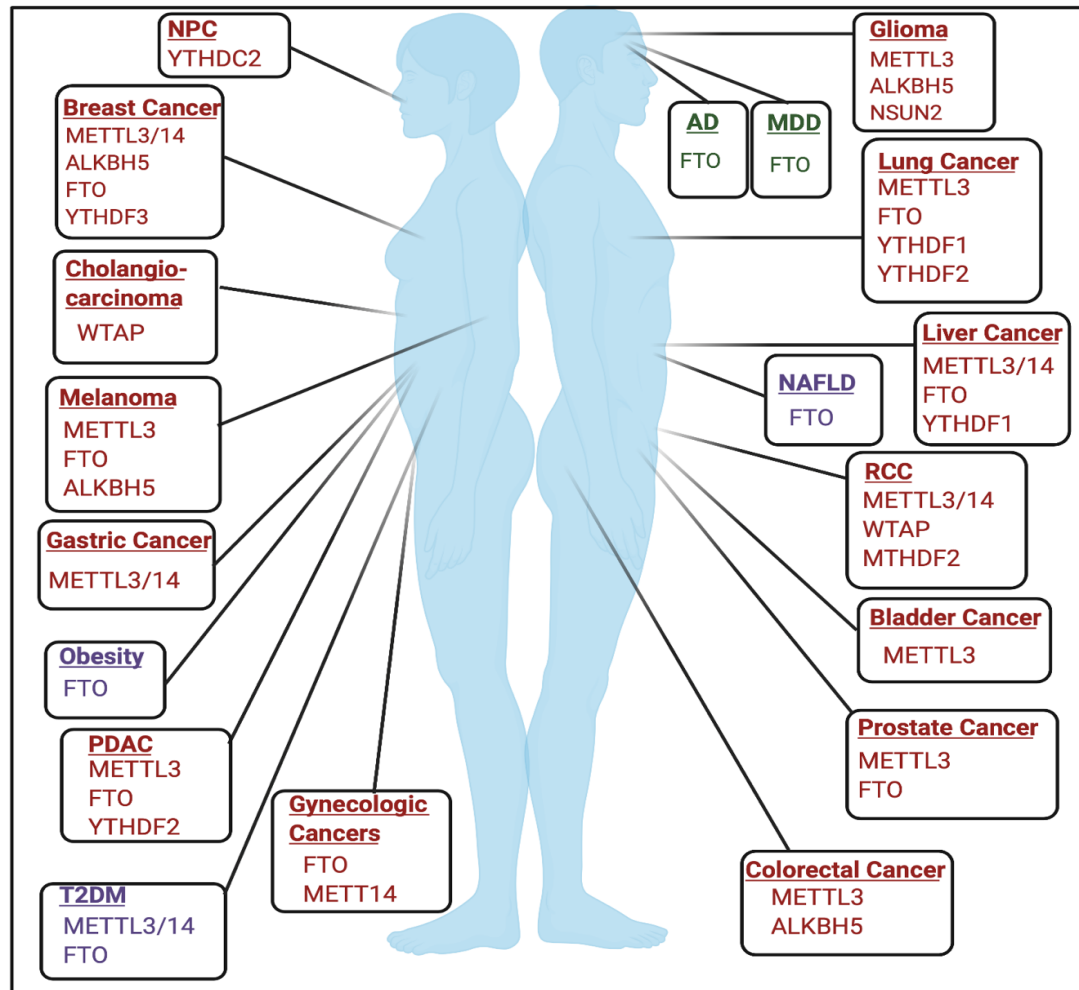 NPC
YTHDC2
Breast Cancer
METTL3/14
ALKBH5
FTO
YTHDF3
Cholangio-
carcinoma
WTAP
Melanoma
METTL3
FTO
ALKBH5
Gastric Cancer
METTL3/14
Obesity
FTO
PDAC
METTL3
FTO
YTHDF2
T2DM
METTL3/14
FTO
Gynecologic
Cancers
FTO
METT14
AD
FTO
MDD
FTO
Glioma
METTL3
ALKBH5
NSUN2
Lung Cancer
METTL3
FTO
YTHDF1
YTHDF2
Liver Cancer
METTL3/14
FTO
YTHDF1
NAFLD
FTO
RCC
METTL3/14
WTAP
MTHDF2
Bladder Cancer
METTL3
Prostate Cancer
METTL3
FTO
Colorectal Cancer
METTL3
ALKBH5